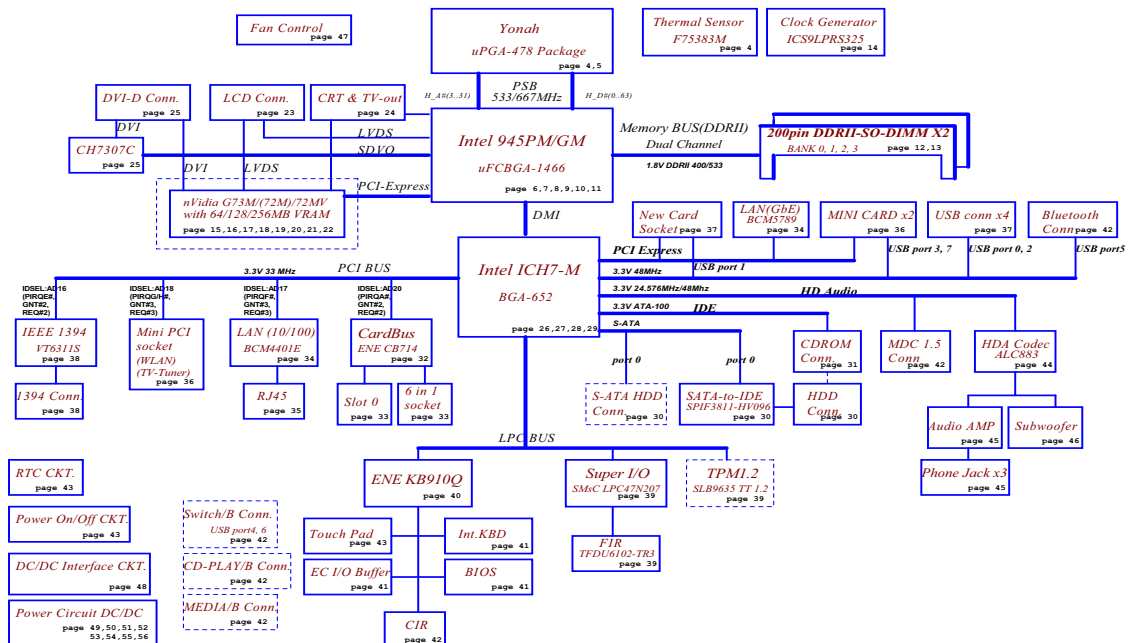 Fan Control
page 47
Yonah
uPGA-478 Package
page 4,5
Thermal Sensor
F75383M
page 4
Clock Generator
ICS9LPRS325
page 14
H_A#(3..31)
PSB
533/667MHz
H_D#(0..63)
DVI-D Conn.
page 25
LCD Conn.
page 23
CRT & TV-out
page 24
DVI
LVDS
SDVO
CH7307C
page 25
DVI
LVDS
PCI-Express
Intel 945PM/GM
uFCBGA-1466
page 6,7,8,9,10,11
Memory BUS(DDRII)
Dual Channel
1.8V DDRII 400/533
200pin DDRII-SO-DIMM X2
BANK 0, 1, 2, 3
page 12,13
nVidia G73M/(72M)/72MV
with 64/128/256MB VRAM
page 15,16,17,18,19,20,21,22
DMI
New Card
Socket
page 37
LAN(GbE)
BCM5789
page 34
MINI CARD x2
page 36
USB conn x4
page 37
Bluetooth
Conn
page 42
PCI Express
USB port 1
USB port 3, 7
USB port 0, 2
USB port5
Intel ICH7-M
BGA-652
page 26,27,28,29
3.3V 33 MHz
PCI BUS
3.3V 48MHz
3.3V 24.576MHz/48Mhz
HD Audio
3.3V ATA-100
IDE
S-ATA
IDSEL:AD16
(PIRQE#,
GNT#2,
REQ#2)
IDSEL:AD18
(PIRQG/H#,
GNT#3,
REQ#3)
IDSEL:AD17
(PIRQF#,
GNT#3,
REQ#3)
IDSEL:AD20
(PIRQA#,
GNT#2,
REQ#2)
IEEE 1394
VT6311S
page 38
Mini PCI
socket
(WLAN)
(TV-Tuner)
page 36
LAN (10/100)
BCM4401E
page 34
CardBus
ENE CB714
page 32
1394 Conn.
page 38
RJ45
page 35
Slot 0
page 33
6 in 1
socket
page 33
port 0
port 0
S-ATA HDD
Conn.
page 30
SATA-to-IDE
SPIF3811-HV096
page 30
CDROM
Conn.
page 31
HDD
Conn.
page 30
MDC 1.5
Conn
page 42
HDA Codec
ALC883
page 44
Audio AMP
page 45
Subwoofer
page 46
Phone Jack x3
page 45
LPC BUS
ENE KB910Q
page 40
Super I/O
SMsC LPC47N207
page 39
TPM1.2
SLB9635 TT 1.2
page 39
FIR
TFDU6102-TR3
page 39
Touch Pad
page 43
Int.KBD
page 41
EC I/O Buffer
page 41
BIOS
page 41
CIR
page 42
RTC CKT.
page 43
Power On/Off CKT.
page 43
DC/DC Interface CKT.
page 48
Power Circuit DC/DC
page 49,50,51,52
53,54,55,56
Switch/B Conn.
USB port4, 6
page 42
CD-PLAY/B Conn.
page 42
MEDIA/B Conn.
page 42